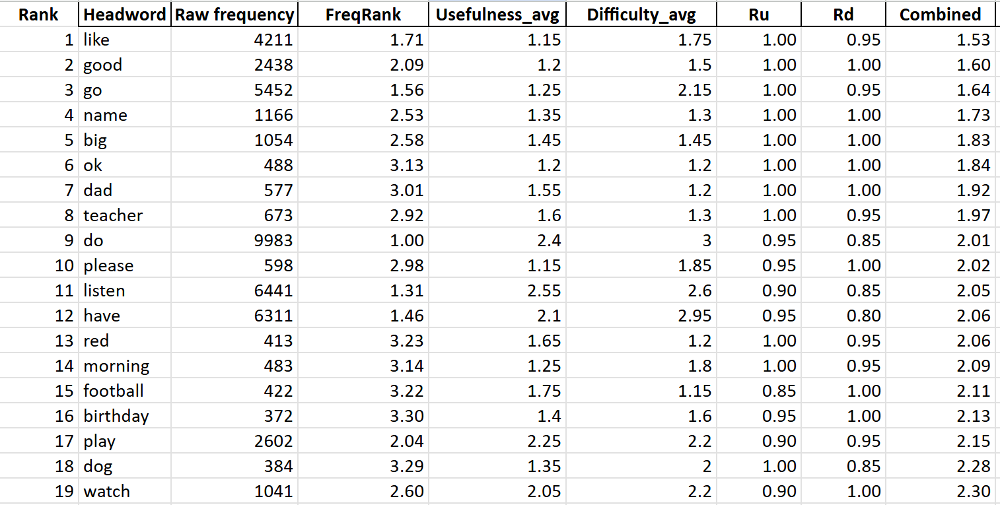 Rank Headword Raw frequency FreqRank Usefulness_avg Difficulty_avg Ru Rd Combined
1 like 4211 1.71 1.15 1.75 1.00 0.95 1.53
2 good 2438 2.09 1.2 1.5 1.00 1.00 1.60
3 go 5452 1.56 1.25 2.15 1.00 0.95 1.64
4 name 1166 2.53 1.35 1.3 1.00 1.00 1.73
5 big 1054 2.58 1.45 1.45 1.00 1.00 1.83
6 ok 488 3.13 1.2 1.2 1.00 1.00 1.84
7 dad 577 3.01 1.55 1.2 1.00 1.00 1.92
8 teacher 673 2.92 1.6 1.3 1.00 0.95 1.97
9 do 9983 1.00 2.4 3 0.95 0.85 2.01
10 please 598 2.98 1.15 1.85 0.95 1.00 2.02
11 listen 6441 1.31 2.55 2.6 0.90 0.85 2.05
12 have 6311 1.46 2.1 2.95 0.95 0.80 2.06
13 red 413 3.23 1.65 1.2 1.00 0.95 2.06
14 morning 483 3.14 1.25 1.8 1.00 0.95 2.09
15 football 422 3.22 1.75 1.15 0.85 1.00 2.11
16 birthday 372 3.30 1.4 1.6 0.95 1.00 2.13
17 play 2602 2.04 2.25 2.2 0.90 0.95 2.15
18 dog 384 3.29 1.35 2 1.00 0.85 2.28
19 watch 1041 2.60 2.05 2.2 0.90 1.00 2.30